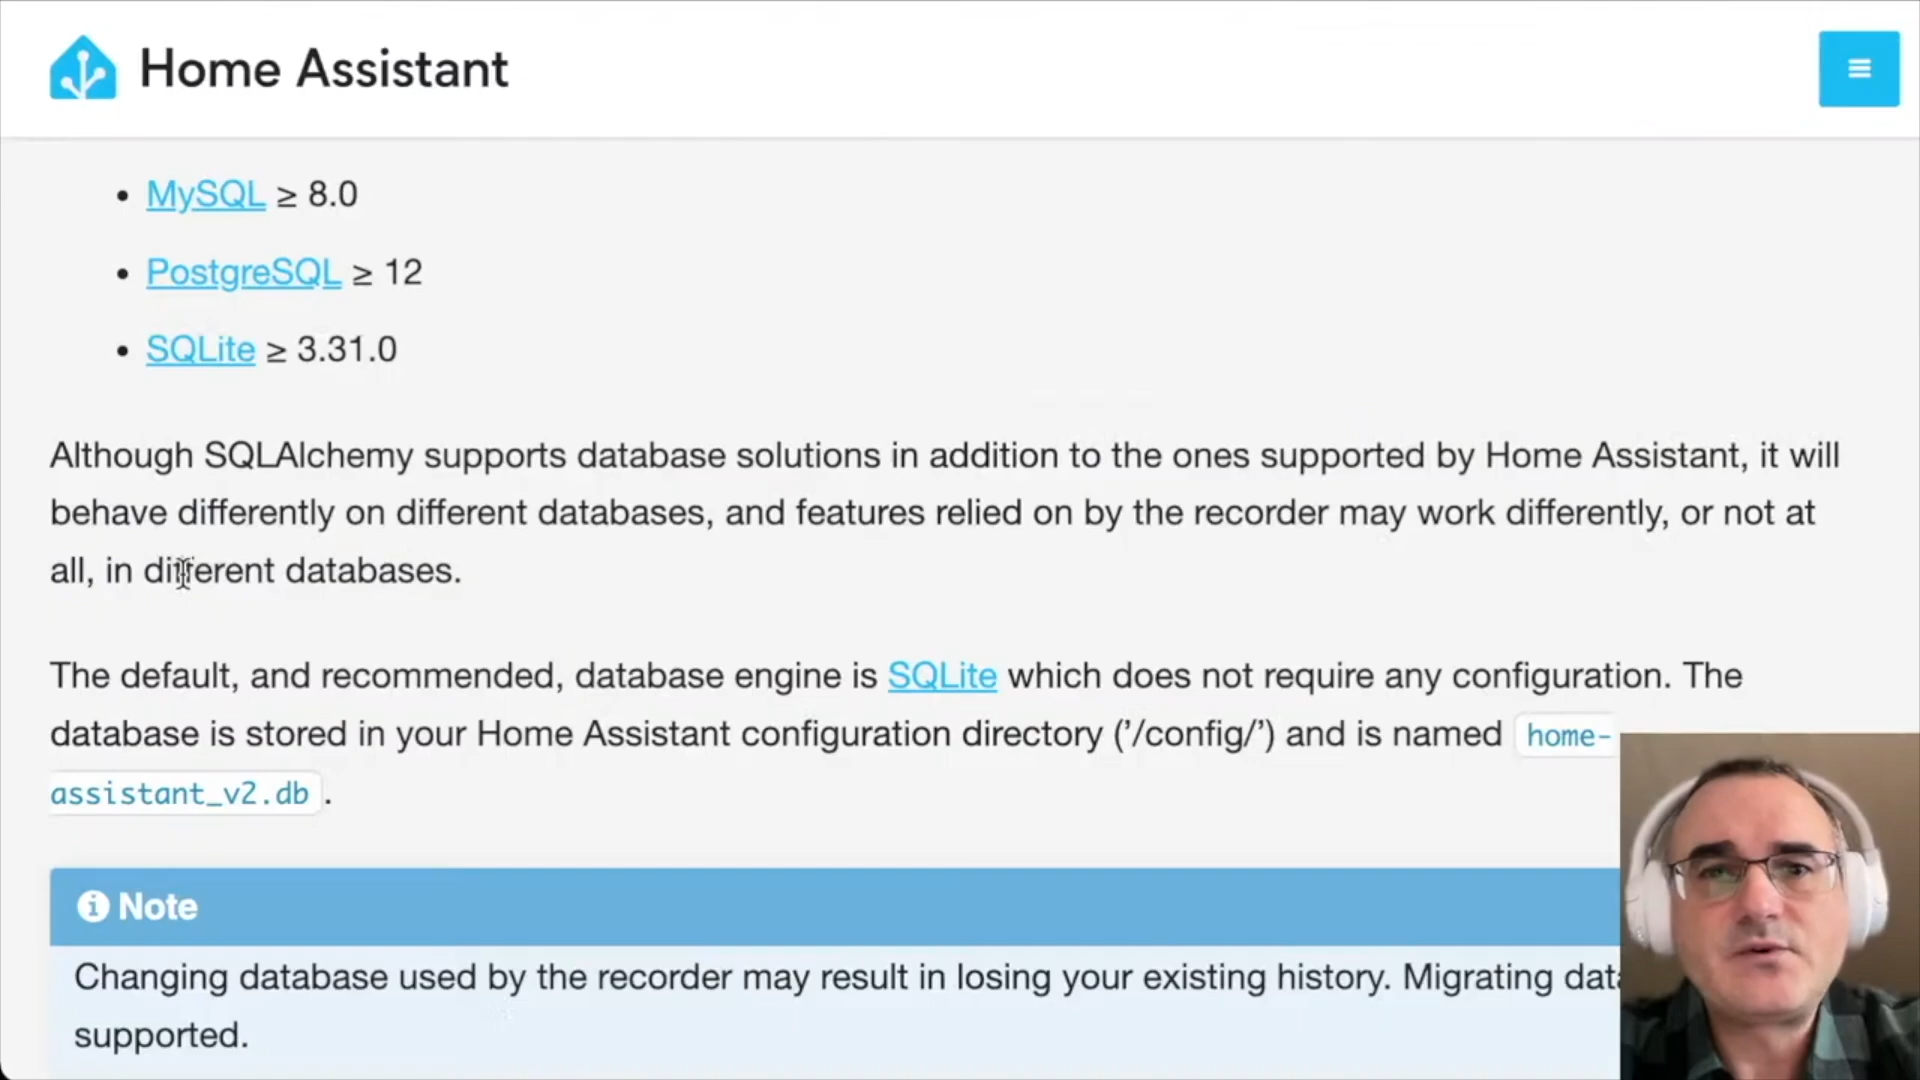 Home Assistant
• MySQL ≥ 8.0
• PostgreSQL ≥ 12
• SQLite ≥ 3.31.0
Although SQLAlchemy supports database solutions in addition to the ones supported by Home Assistant, it will
behave differently on different databases, and features relied on by the recorder may work differently, or not at
all, in different databases.
The default, and recommended, database engine is SQLite which does not require any configuration. The
database is stored in your Home Assistant configuration directory (’/config/’) and is named home-
assistant_v2.db .
Note
Changing database used by the recorder may result in losing your existing history. Migrating
supported.